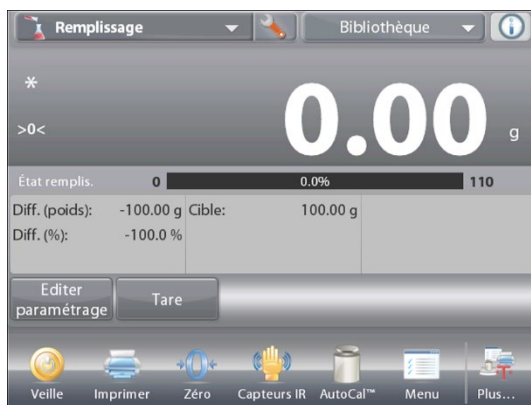 Remplissage Bibliothèque
*
>0<
0.00 g
État remplis. 0 0.0% 110
Diff. (poids): -100.00 g Cible: 100.00 g
Diff. (%): -100.0 %
Editer
paramétrage
Tare
Veille Imprimer Zéro Capteurs IR AutoCal™ Menu Plus...